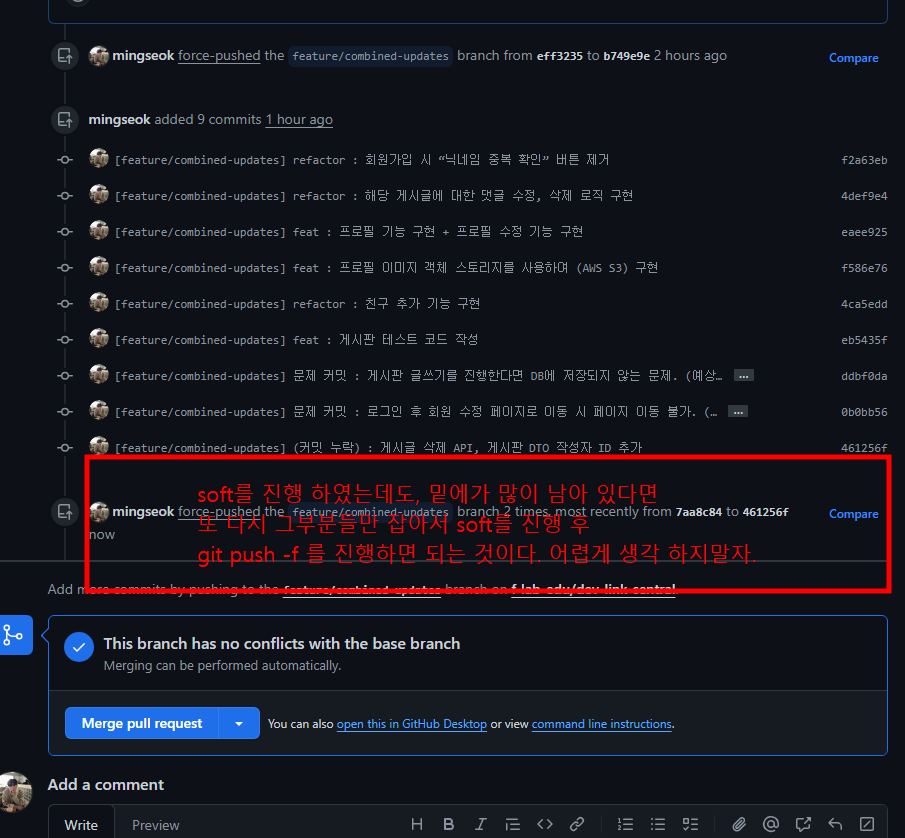 mingseok force-pushed the feature/combined-updates branch from eff3235 to b749e9e 2 hours ago
Compare
mingseok added 9 commits 1 hour ago
[feature/combined-updates] refactor : 회원가입 시 “닉네임 중복 확인” 버튼 제거 f2a63eb
[feature/combined-updates] refactor : 해당 게시글에 대한 댓글 수정, 삭제 로직 구현 4def9e4
[feature/combined-updates] feat : 프로필 기능 구현 + 프로필 수정 기능 구현 eaee925
[feature/combined-updates] feat : 프로필 이미지 객체 스토리지를 사용하여 (AWS S3) 구현 f586e76
[feature/combined-updates] refactor : 친구 추가 기능 구현 4ca5edd
[feature/combined-updates] feat : 게시판 테스트 코드 작성 eb5435f
[feature/combined-updates] 문제 커밋 : 게시판 글쓰기를 진행한다면 DB에 저장되지 않는 문제. (예상… ... ddbf0da
[feature/combined-updates] 문제 커밋 : 로그인 후 회원 수정 페이지로 이동 시 페이지 이동 불가. (… ... 0b0bb56
[feature/combined-updates] (커밋 누락) : 게시글 삭제 API, 게시판 DTO 작성자 ID 추가 461256f
soft를 진행 하였는데도, 밑에가 많이 남아 있다면
mingseok force-pushed the feature/combined-updates branch 2 times, most recently from 7aa8c84 to 461256f
Compare
또 다시 그부분들만 잡아서 soft를 진행 후
now
git push -f 를 진행하면 되는 것이다. 어렵게 생각 하지말자.
Add more commits by pushing to the feature/combined-updates branch on f-lab-edu/dev-link-central.
This branch has no conflicts with the base branch
Merging can be performed automatically.
Merge pull request
You can also open this in GitHub Desktop or view command line instructions.
Add a comment
Write Preview